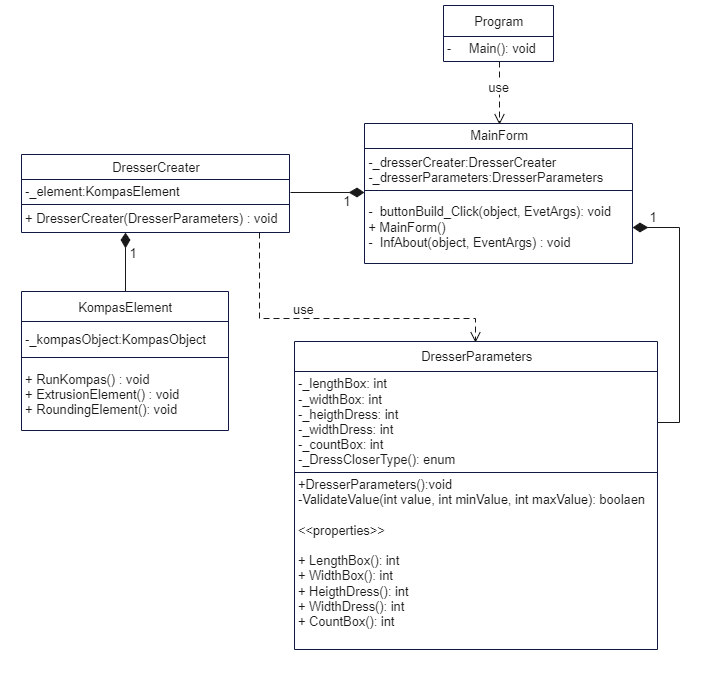 Program
- Main(): void
use
MainForm
-_dresserCreater:DresserCreater
-_dresserParameters:DresserParameters
- buttonBuild_Click(object, EvetArgs): void
+ MainForm()
- InfAbout(object, EventArgs) : void
DresserCreater
-_element:KompasElement
+ DresserCreater(DresserParameters) : void
1
1
1
KompasElement
-_kompasObject:KompasObject
+ RunKompas() : void
+ ExtrusionElement() : void
+ RoundingElement(): void
use
DresserParameters
-_lengthBox: int
-_widthBox: int
-_heigthDress: int
-_widthDress: int
-_countBox: int
-_DressCloserType(): enum
+DresserParameters():void
-ValidateValue(int value, int minValue, int maxValue): boolaen
<<properties>>
+ LengthBox(): int
+ WidthBox(): int
+ HeigthDress(): int
+ WidthDress(): int
+ CountBox(): int